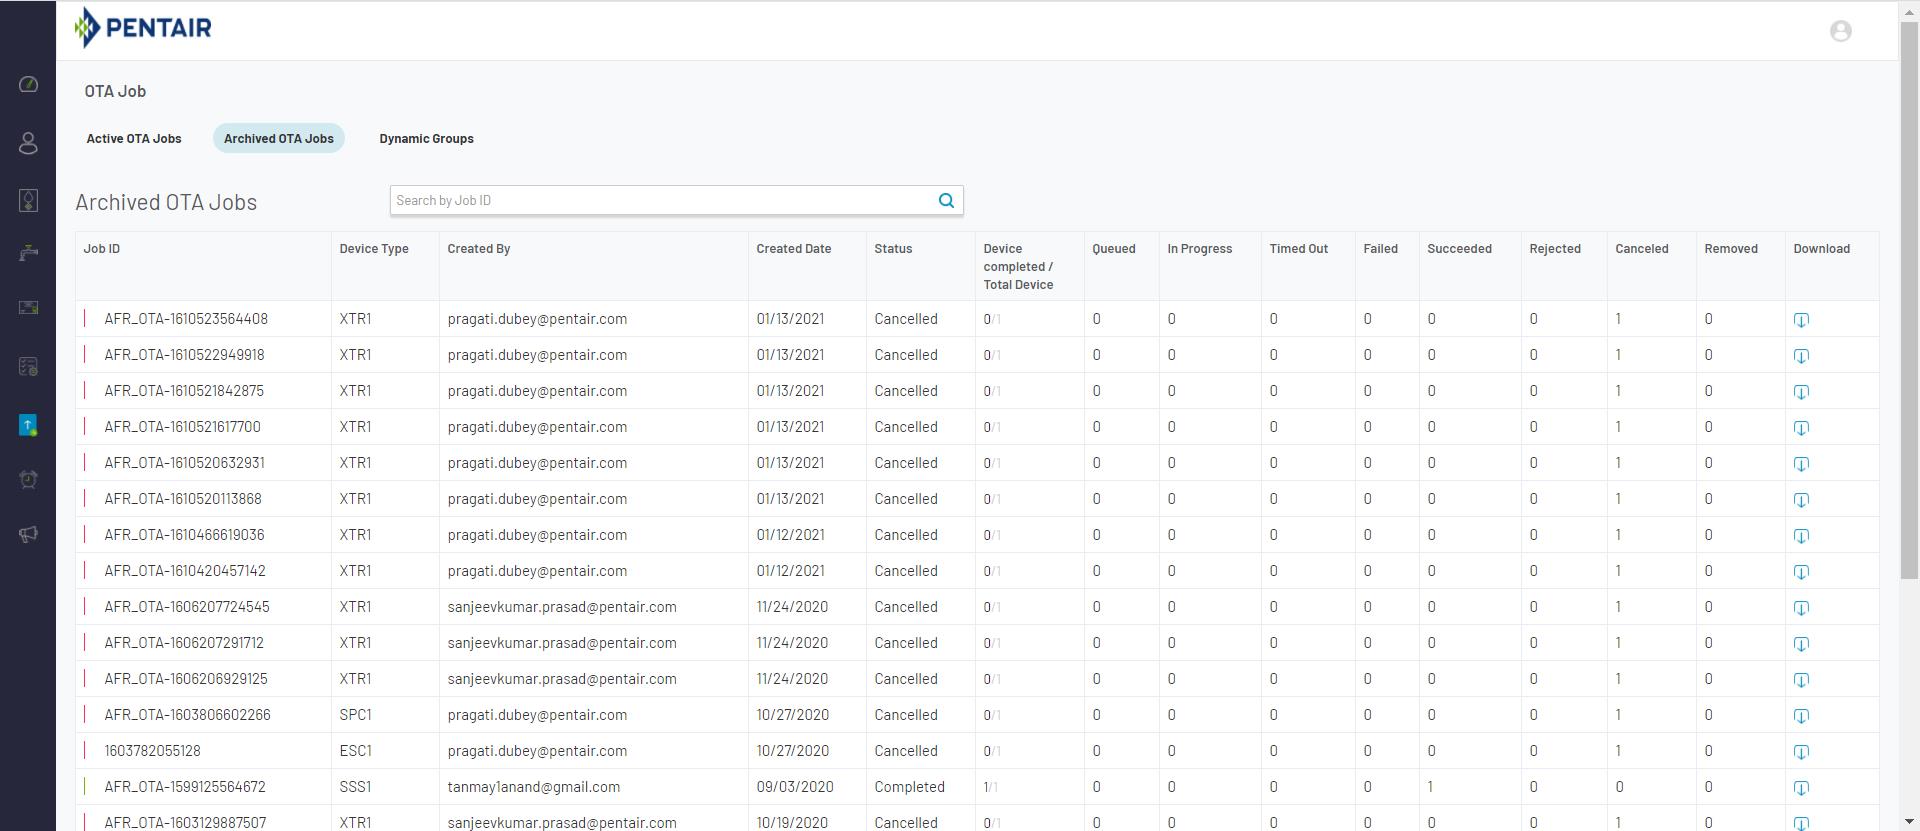 PENTAIR
OTA Job
Active OTA Jobs Archived OTA Jobs Dynamic Groups
Archived OTA Jobs Search by Job ID
Job ID Device Type Created By Created Date Status Device completed / Total Device Queued In Progress Timed Out Failed Succeeded Rejected Canceled Removed Download
AFR_OTA-1610523564408 XTR1 pragati.dubey@pentair.com 01/13/2021 Cancelled 0/1 0 0 0 0 0 0 1 0
AFR_OTA-1610522949918 XTR1 pragati.dubey@pentair.com 01/13/2021 Cancelled 0/1 0 0 0 0 0 0 1 0
AFR_OTA-1610521842875 XTR1 pragati.dubey@pentair.com 01/13/2021 Cancelled 0/1 0 0 0 0 0 0 1 0
AFR_OTA-1610521617700 XTR1 pragati.dubey@pentair.com 01/13/2021 Cancelled 0/1 0 0 0 0 0 0 1 0
AFR_OTA-1610520632931 XTR1 pragati.dubey@pentair.com 01/13/2021 Cancelled 0/1 0 0 0 0 0 0 1 0
AFR_OTA-1610520113868 XTR1 pragati.dubey@pentair.com 01/13/2021 Cancelled 0/1 0 0 0 0 0 0 1 0
AFR_OTA-1610466619036 XTR1 pragati.dubey@pentair.com 01/12/2021 Cancelled 0/1 0 0 0 0 0 0 1 0
AFR_OTA-1610420457142 XTR1 pragati.dubey@pentair.com 01/12/2021 Cancelled 0/1 0 0 0 0 0 0 1 0
AFR_OTA-1606207724545 XTR1 sanjeevkumar.prasad@pentair.com 11/24/2020 Cancelled 0/1 0 0 0 0 0 0 1 0
AFR_OTA-1606207291712 XTR1 sanjeevkumar.prasad@pentair.com 11/24/2020 Cancelled 0/1 0 0 0 0 0 0 1 0
AFR_OTA-1606206929125 XTR1 sanjeevkumar.prasad@pentair.com 11/24/2020 Cancelled 0/1 0 0 0 0 0 0 1 0
AFR_OTA-1603806602266 SPC1 pragati.dubey@pentair.com 10/27/2020 Cancelled 0/1 0 0 0 0 0 0 1 0
1603782055128 ESC1 pragati.dubey@pentair.com 10/27/2020 Cancelled 0/1 0 0 0 0 0 0 1 0
AFR_OTA-1599125564672 SSS1 tanmay1anand@gmail.com 09/03/2020 Completed 1/1 0 0 0 0 1 0 0 0
AFR_OTA-1603129887507 XTR1 sanjeevkumar.prasad@pentair.com 10/19/2020 Cancelled 0/1 0 0 0 0 0 0 1 0